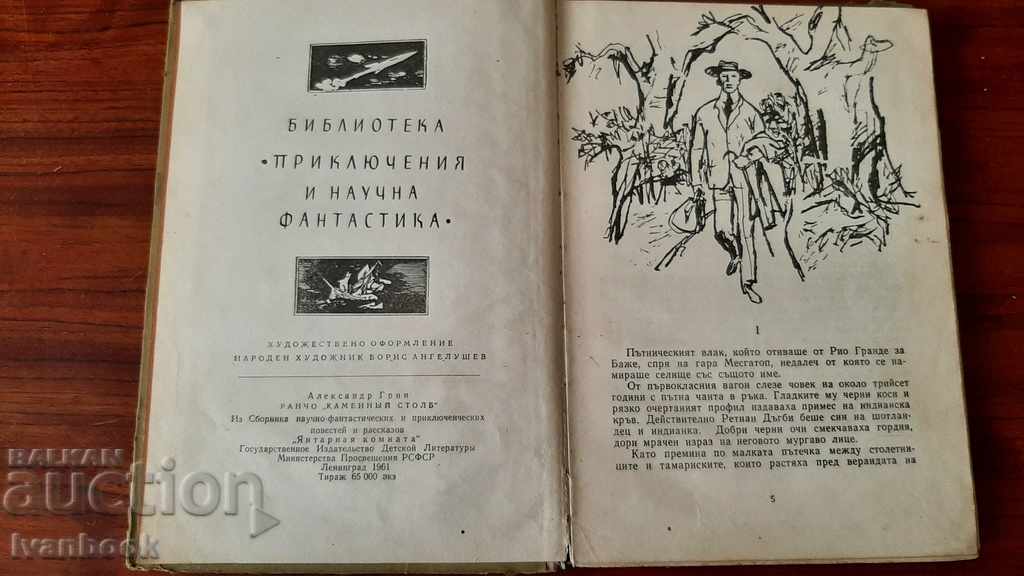 БИБЛИОТЕКА
•ПРИКЛЮЧЕНИЯ
И НАУЧНА
ФАНТАСТИКА•
ХУДОЖЕСТВЕНО ОФОРМЛЕНИЕ
НАРОДЕН ХУДОЖНИК БОРИС АНГЕЛУШЕВ
Александр Грин
РАНЧО „КАМЕННЫЙ СТОЛБ"
Из Сборника научно-фантастических и приключенческих
повестей и рассказов
„Янтарная комната"
Государственное Издательство Детской Литературы
Министерства Просвещения РСФСР
Ленинград 1961
Тираж 65 000 экз
1
Пътническият влак, който отиваше от Рио Гранде за
Баже, спря на гара Месгатоп, недалеч от която се на-
мираше селище със същото име.
От първокласния вагон слезе човек на около трийсет
години с пътна чанта в ръка. Гладките му черни коси и
рязко очертаният профил издаваха примес на индианска
кръв. Действително Ретиан Дъгби беше син на шотлан-
дец и индианка. Добри черни очи смекчаваха гордия,
дори мрачен израз на неговото мургаво лице.
Като премина по малката пътечка между столетни-
ците и тамариските, които растяха пред верандата на
5
BALKAN
auction
Ivanbook